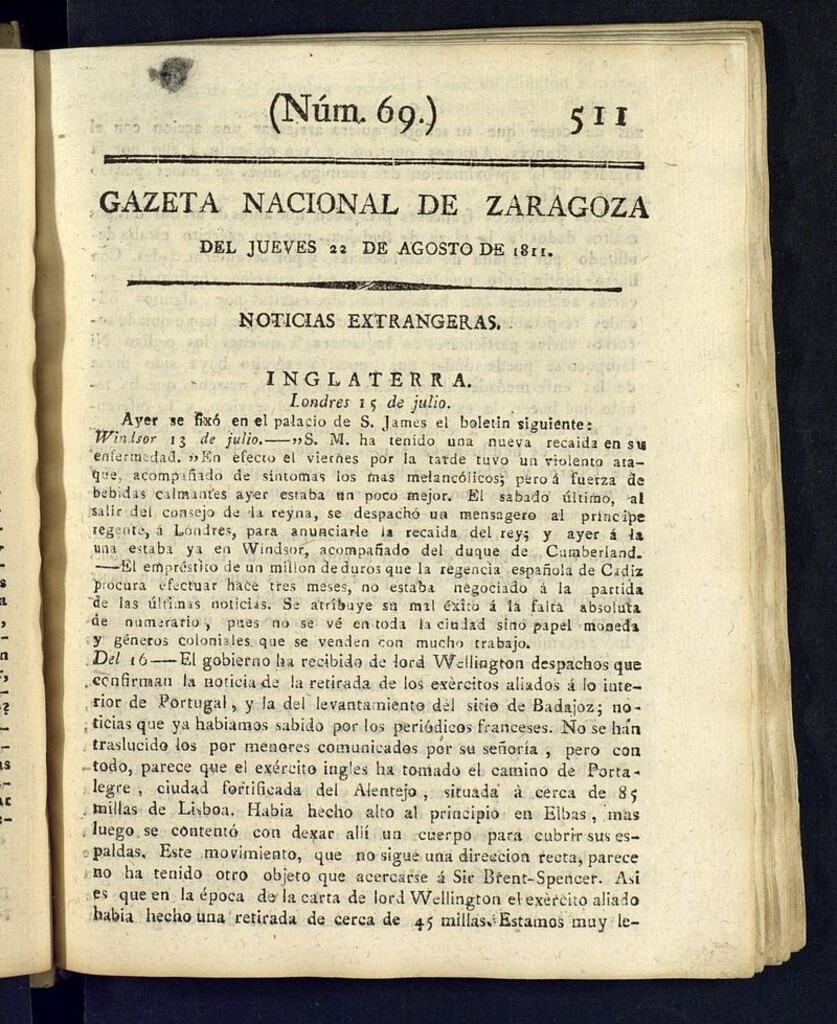 (Núm. 69.) 511
GAZETA NACIONAL DE ZARAGOZA
DEL JUEVES 22 DE AGOSTO DE 1811.
NOTICIAS EXTRANGERAS.
INGLATERRA.
Londres 15 de julio.
Ayer se fixó en el palacio de S. James el boletin siguiente:
Windsor 13 de julio.—„S. M. ha tenido una nueva recaida en su
enfermedad. „En efecto el viernes por la tarde tuvo un violento ata-
que, acompañado de síntomas los mas melancólicos; pero á fuerza de
bebidas calmantes ayer estaba un poco mejor. El sabado último, al
salir del consejo de la reyna, se despachó un mensagero al príncipe
regente, á Lóndres, para anunciarle la recaida del rey; y ayer á la
una estaba ya en Windsor, acompañado del duque de Cumberland.
—El empréstito de un millon de duros que la regencia española de Cadiz
procura efectuar hace tres meses, no estaba negociado á la partida
de las últimas noticias. Se atribuye su mal éxîto á la falta absoluta
de numerario, pues no se vé en toda la ciudad sino papel moneda
y géneros coloniales que se venden con mucho trabajo.
Del 16—El gobierno ha recibido de lord Wellington despachos que
confirman la noticia de la retirada de los exèrcitos aliados á lo inte-
rior de Portugal, y la del levantamiento del sitio de Badajoz; no-
ticias que ya habiamos sabido por los periódicos franceses. No se han
traslucido los por menores comunicados por su señoría, pero con
todo, parece que el exército ingles ha tomado el camino de Porta-
legre, ciudad fortificada del Alentejo, situada á cerca de 85
millas de Lisboa. Habia hecho alto al principio en Elbas, mas
luego se contentó con dexar alli un cuerpo para cubrir sus es-
paldas. Este movimiento, que no sigue una direccion recta, parece
no ha tenido otro objeto que acercarse á Sir Brent-Spencer. Asi
es que en la época de la carta de lord Wellington el exèrcito aliado
habia hecho una retirada de cerca de 45 millas. Estamos muy le-